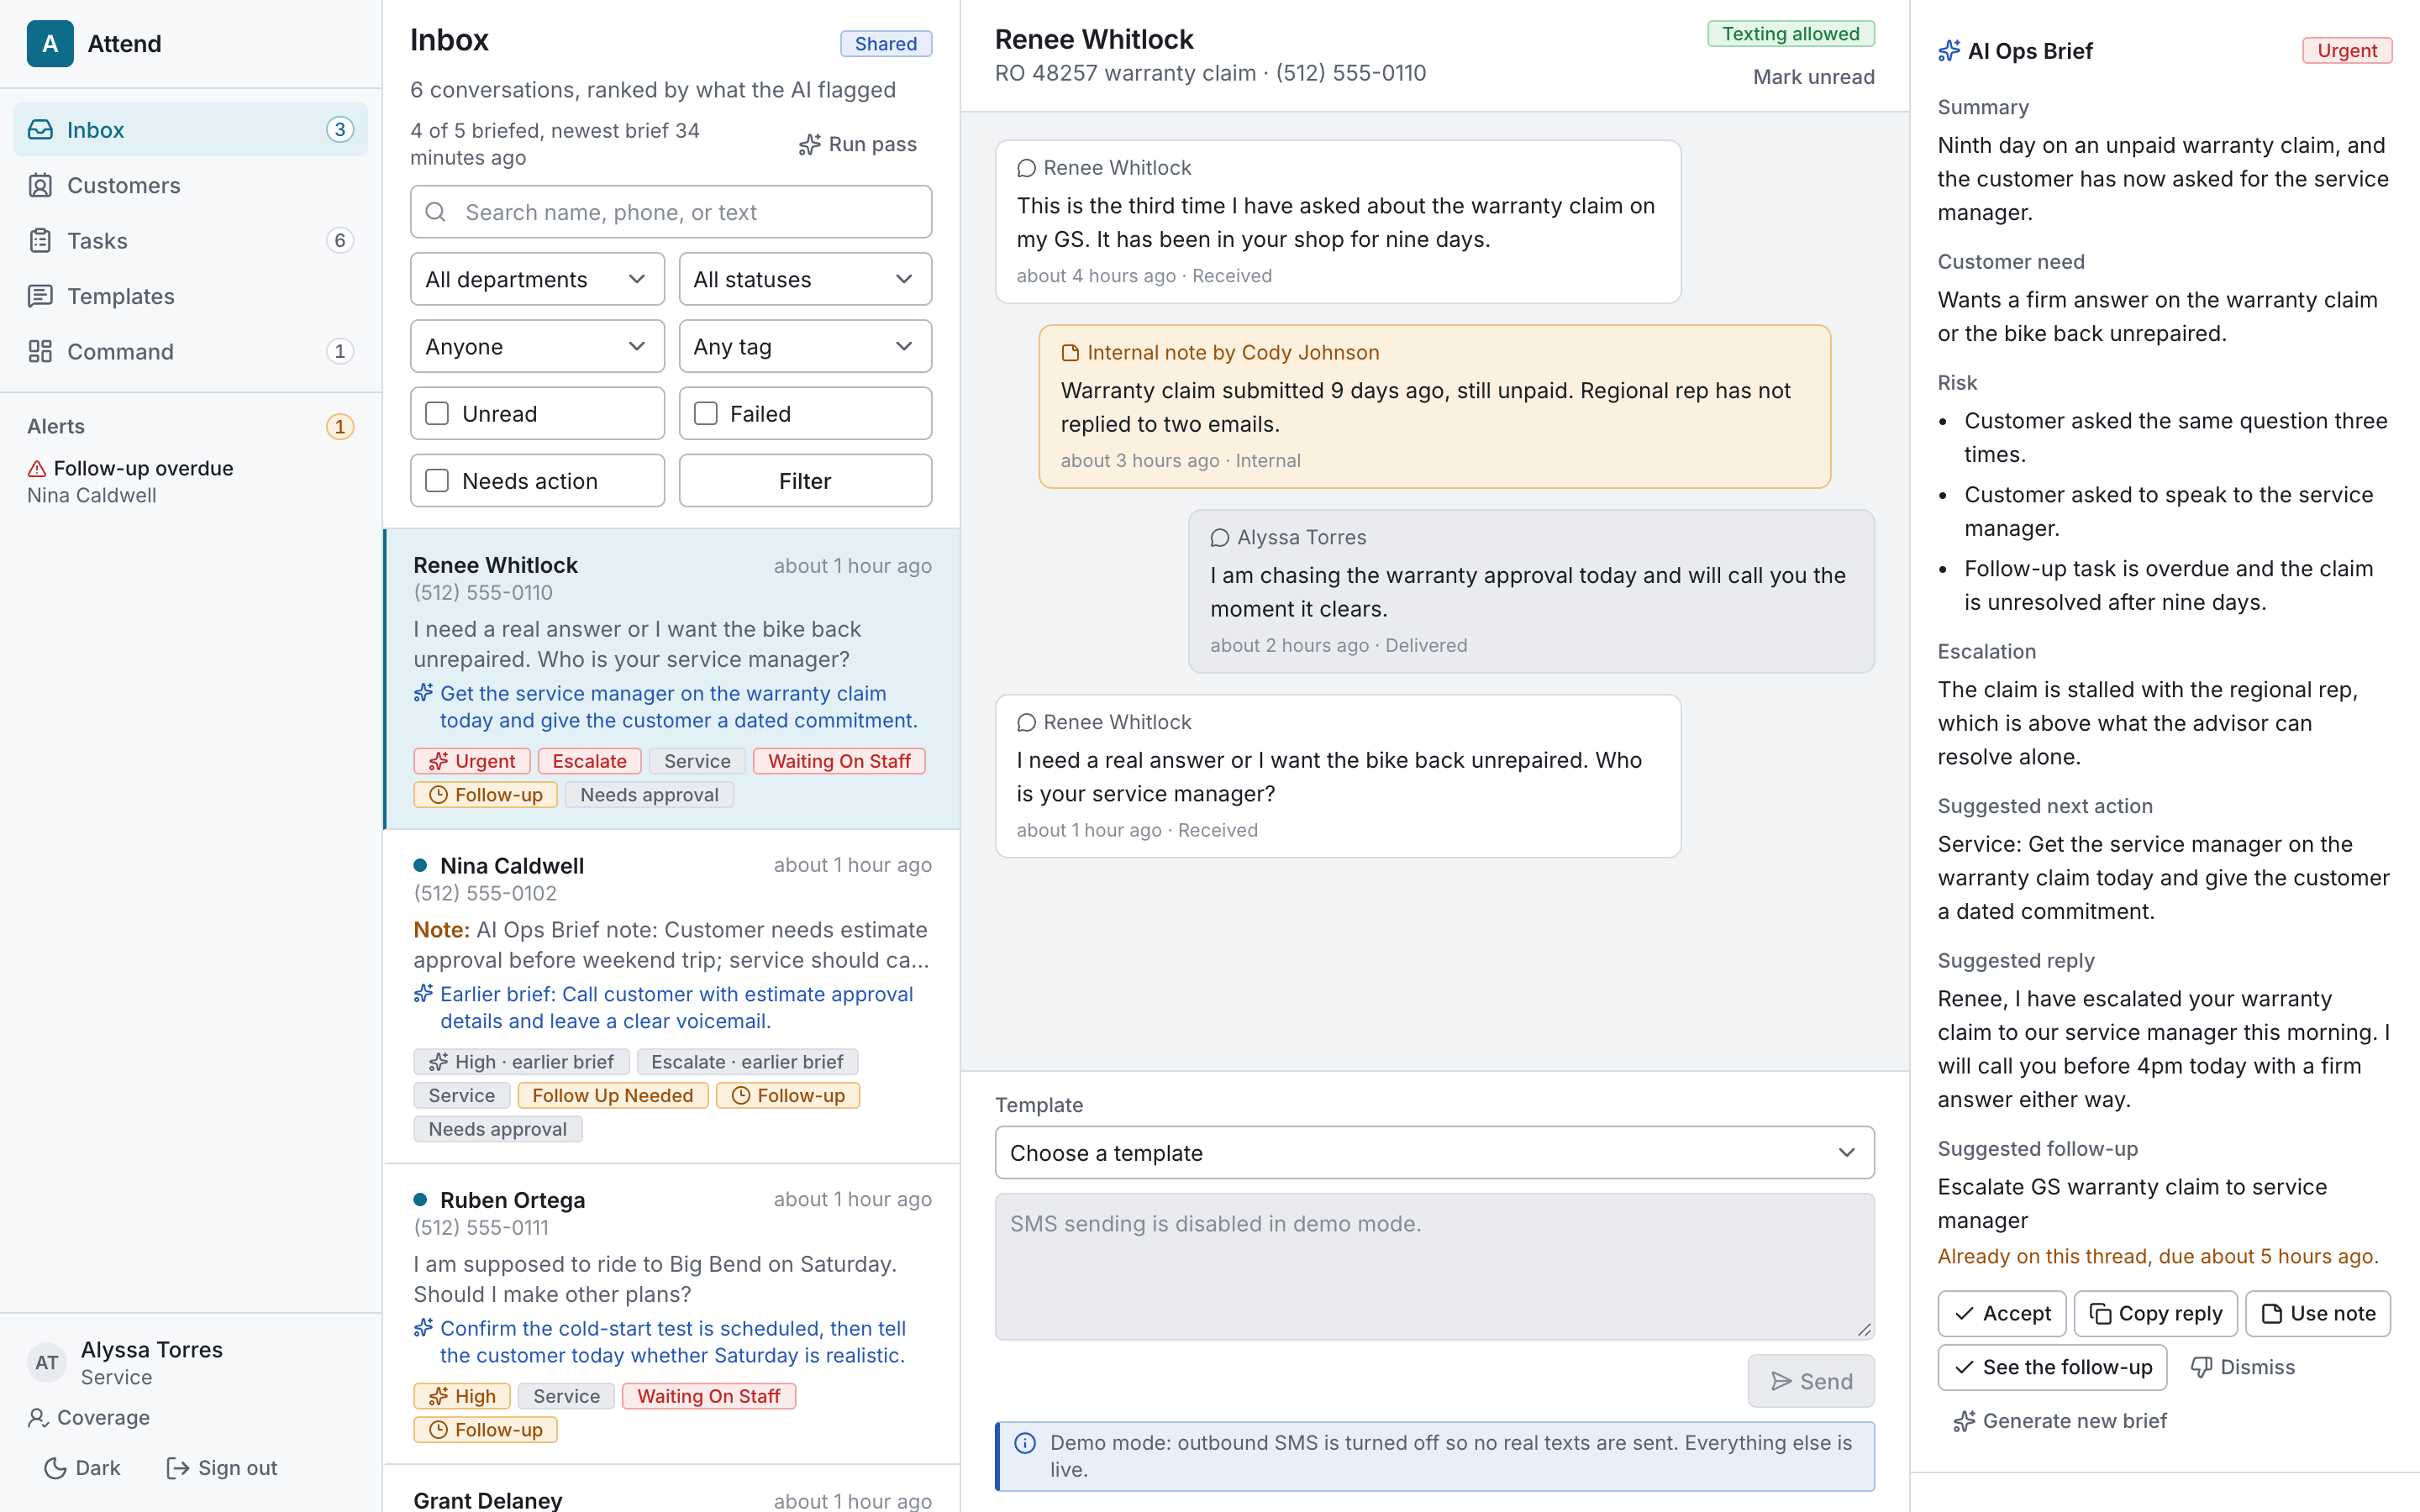 A Attend
Inbox 3
Customers
Tasks 6
Templates
Command 1
Alerts 1
Follow-up overdue
Nina Caldwell
AT Alyssa Torres
Service
Coverage
Dark Sign out
Inbox Shared
6 conversations, ranked by what the AI flagged
4 of 5 briefed, newest brief 34
minutes ago
Run pass
Search name, phone, or text
All departments All statuses
Anyone Any tag
Unread Failed
Needs action Filter
Renee Whitlock about 1 hour ago
(512) 555-0110
I need a real answer or I want the bike back
unrepaired. Who is your service manager?
Get the service manager on the warranty claim
today and give the customer a dated commitment.
Urgent Escalate Service Waiting On Staff
Follow-up Needs approval
Nina Caldwell about 1 hour ago
(512) 555-0102
Note: AI Ops Brief note: Customer needs estimate
approval before weekend trip; service should ca...
Earlier brief: Call customer with estimate approval
details and leave a clear voicemail.
High · earlier brief Escalate · earlier brief
Service Follow Up Needed Follow-up
Needs approval
Ruben Ortega about 1 hour ago
(512) 555-0111
I am supposed to ride to Big Bend on Saturday.
Should I make other plans?
Confirm the cold-start test is scheduled, then tell
the customer today whether Saturday is realistic.
High Service Waiting On Staff
Follow-up
Grant Delaney about 1 hour ago
Renee Whitlock Texting allowed
RO 48257 warranty claim · (512) 555-0110 Mark unread
Renee Whitlock
This is the third time I have asked about the warranty claim on
my GS. It has been in your shop for nine days.
about 4 hours ago · Received
Internal note by Cody Johnson
Warranty claim submitted 9 days ago, still unpaid. Regional rep has not
replied to two emails.
about 3 hours ago · Internal
Alyssa Torres
I am chasing the warranty approval today and will call you the
moment it clears.
about 2 hours ago · Delivered
Renee Whitlock
I need a real answer or I want the bike back unrepaired. Who
is your service manager?
about 1 hour ago · Received
Template
Choose a template
SMS sending is disabled in demo mode.
Send
Demo mode: outbound SMS is turned off so no real texts are sent. Everything else is
live.
AI Ops Brief Urgent
Summary
Ninth day on an unpaid warranty claim, and
the customer has now asked for the service
manager.
Customer need
Wants a firm answer on the warranty claim
or the bike back unrepaired.
Risk
• Customer asked the same question three
times.
• Customer asked to speak to the service
manager.
• Follow-up task is overdue and the claim
is unresolved after nine days.
Escalation
The claim is stalled with the regional rep,
which is above what the advisor can
resolve alone.
Suggested next action
Service: Get the service manager on the
warranty claim today and give the customer
a dated commitment.
Suggested reply
Renee, I have escalated your warranty
claim to our service manager this morning. I
will call you before 4pm today with a firm
answer either way.
Suggested follow-up
Escalate GS warranty claim to service
manager
Already on this thread, due about 5 hours ago.
Accept Copy reply Use note
See the follow-up Dismiss
Generate new brief